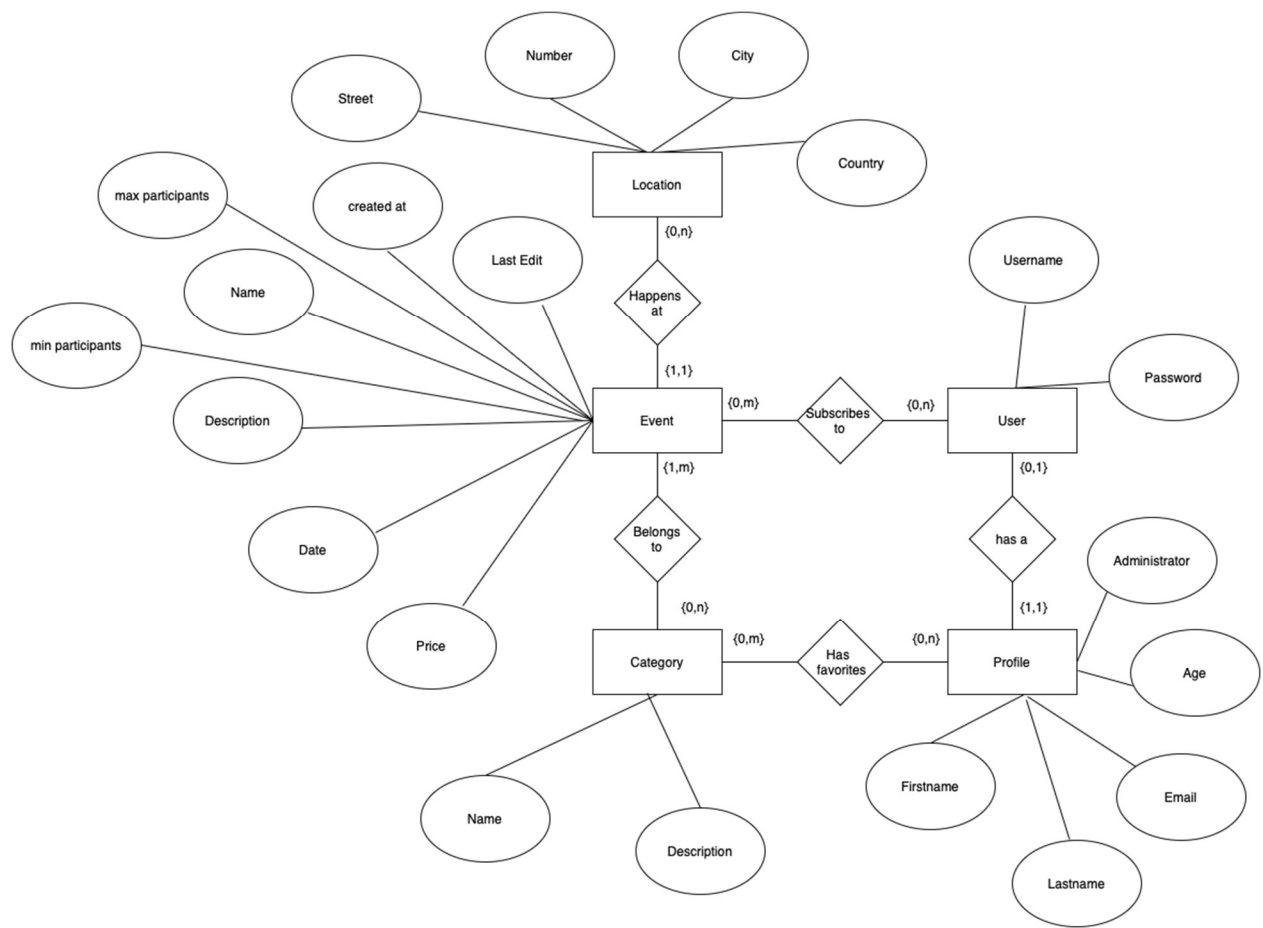 Number
City
Street
Country
Location
max participants
created at
{0,n}
Last Edit
Username
Name
Happens
at
min participants
{1,1}
Password
Description
Event
{0,m}
Subscribes
to
{0,n}
User
{1,m}
{0,1}
Belongs
to
has a
Date
Administrator
{0,n}
{1,1}
Price
Category
{0,m}
Has
favorites
{0,n}
Profile
Age
Firstname
Email
Name
Description
Lastname